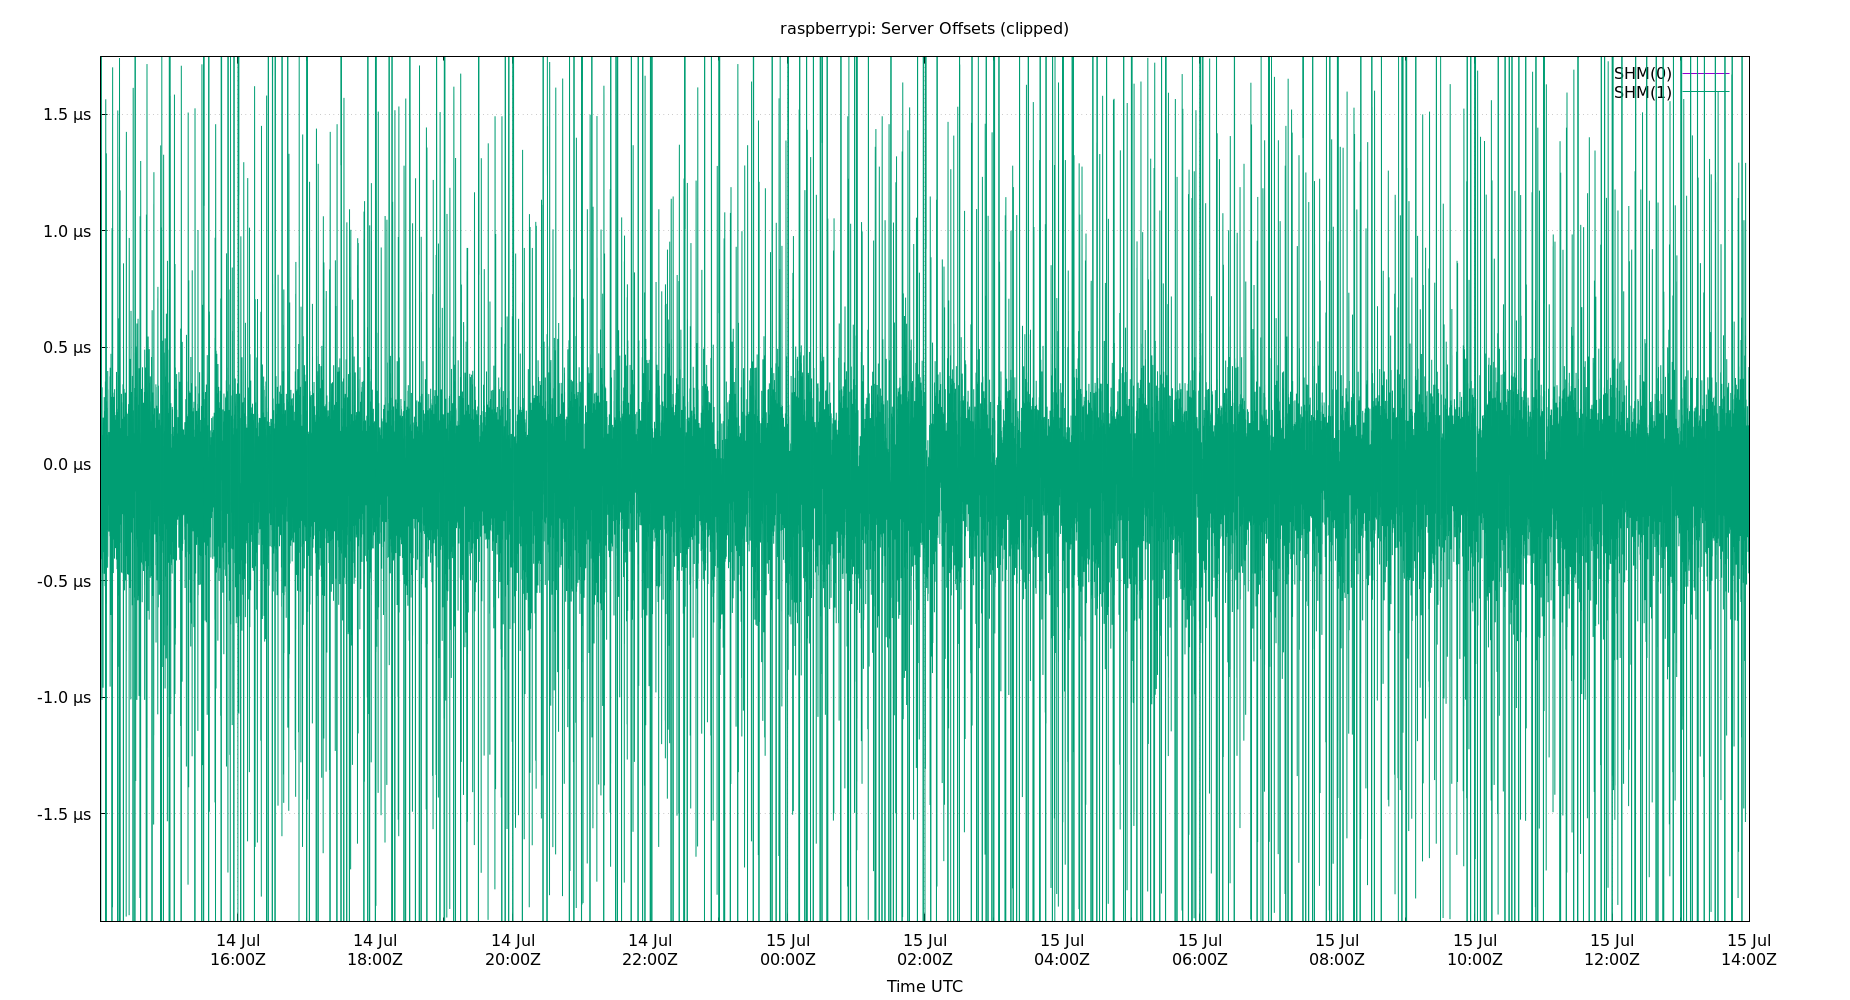 raspberrypi: Server Offsets (clipped)
SHM(0)
SHM(1)
1.5 µs
1.0 µs
0.5 µs
0.0 µs
-0.5 µs
-1.0 µs
-1.5 µs
14 Jul 14 Jul 14 Jul 14 Jul 15 Jul 15 Jul 15 Jul 15 Jul 15 Jul 15 Jul 15 Jul 15 Jul
16:00Z 18:00Z 20:00Z 22:00Z 00:00Z 02:00Z 04:00Z 06:00Z 08:00Z 10:00Z 12:00Z 14:00Z
Time UTC